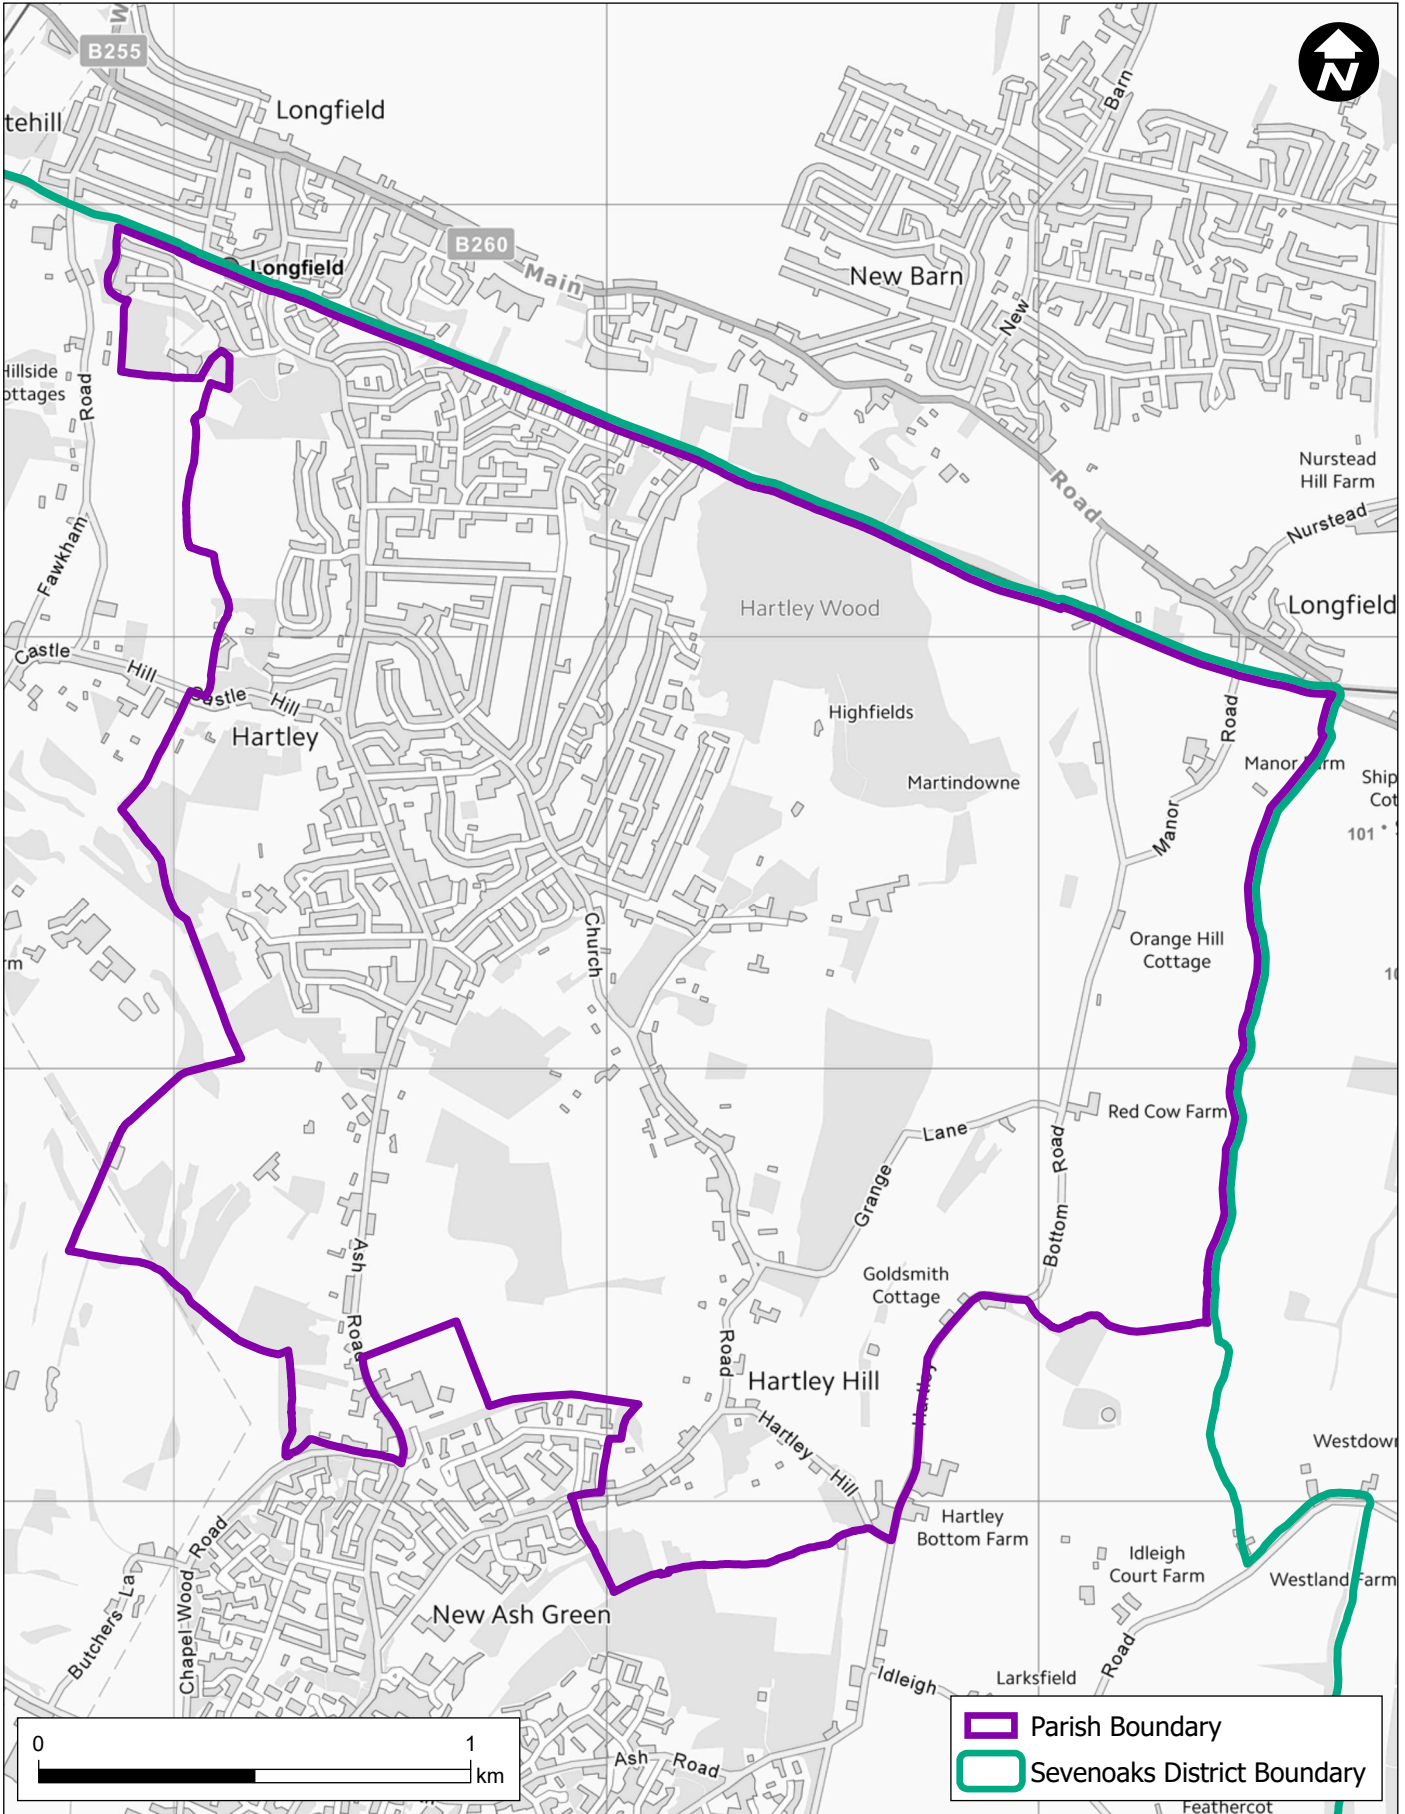 B255
Longfield
N
Barn
tehill
B260
Longfield
Main
New Barn
New
Hillside
ottages
Road
Road
Nurstead
Hill Farm
Nurstead
Fawkham
Hartley Wood
Longfield
Castle
Hill
Castle
Hill
Hartley
Highfields
Road
Manor Farm
Martindowne
Ship
Cot
Manor
101
Church
Orange Hill
Cottage
rm
10
Red Cow Farm
Lane
Road
Grange
Bottom
Ash
Goldsmith
Cottage
Road
Road
Hartley Hill
Hartley
Hartley
Hill
Westdown
Hartley
Bottom Farm
Road
Idleigh
Court Farm
Westland Farm
Butchers La
Chapel Wood
New Ash Green
Road
Idleigh
Larksfield
Parish Boundary
0
1
km
Ash
Road
Sevenoaks District Boundary
Feathercot